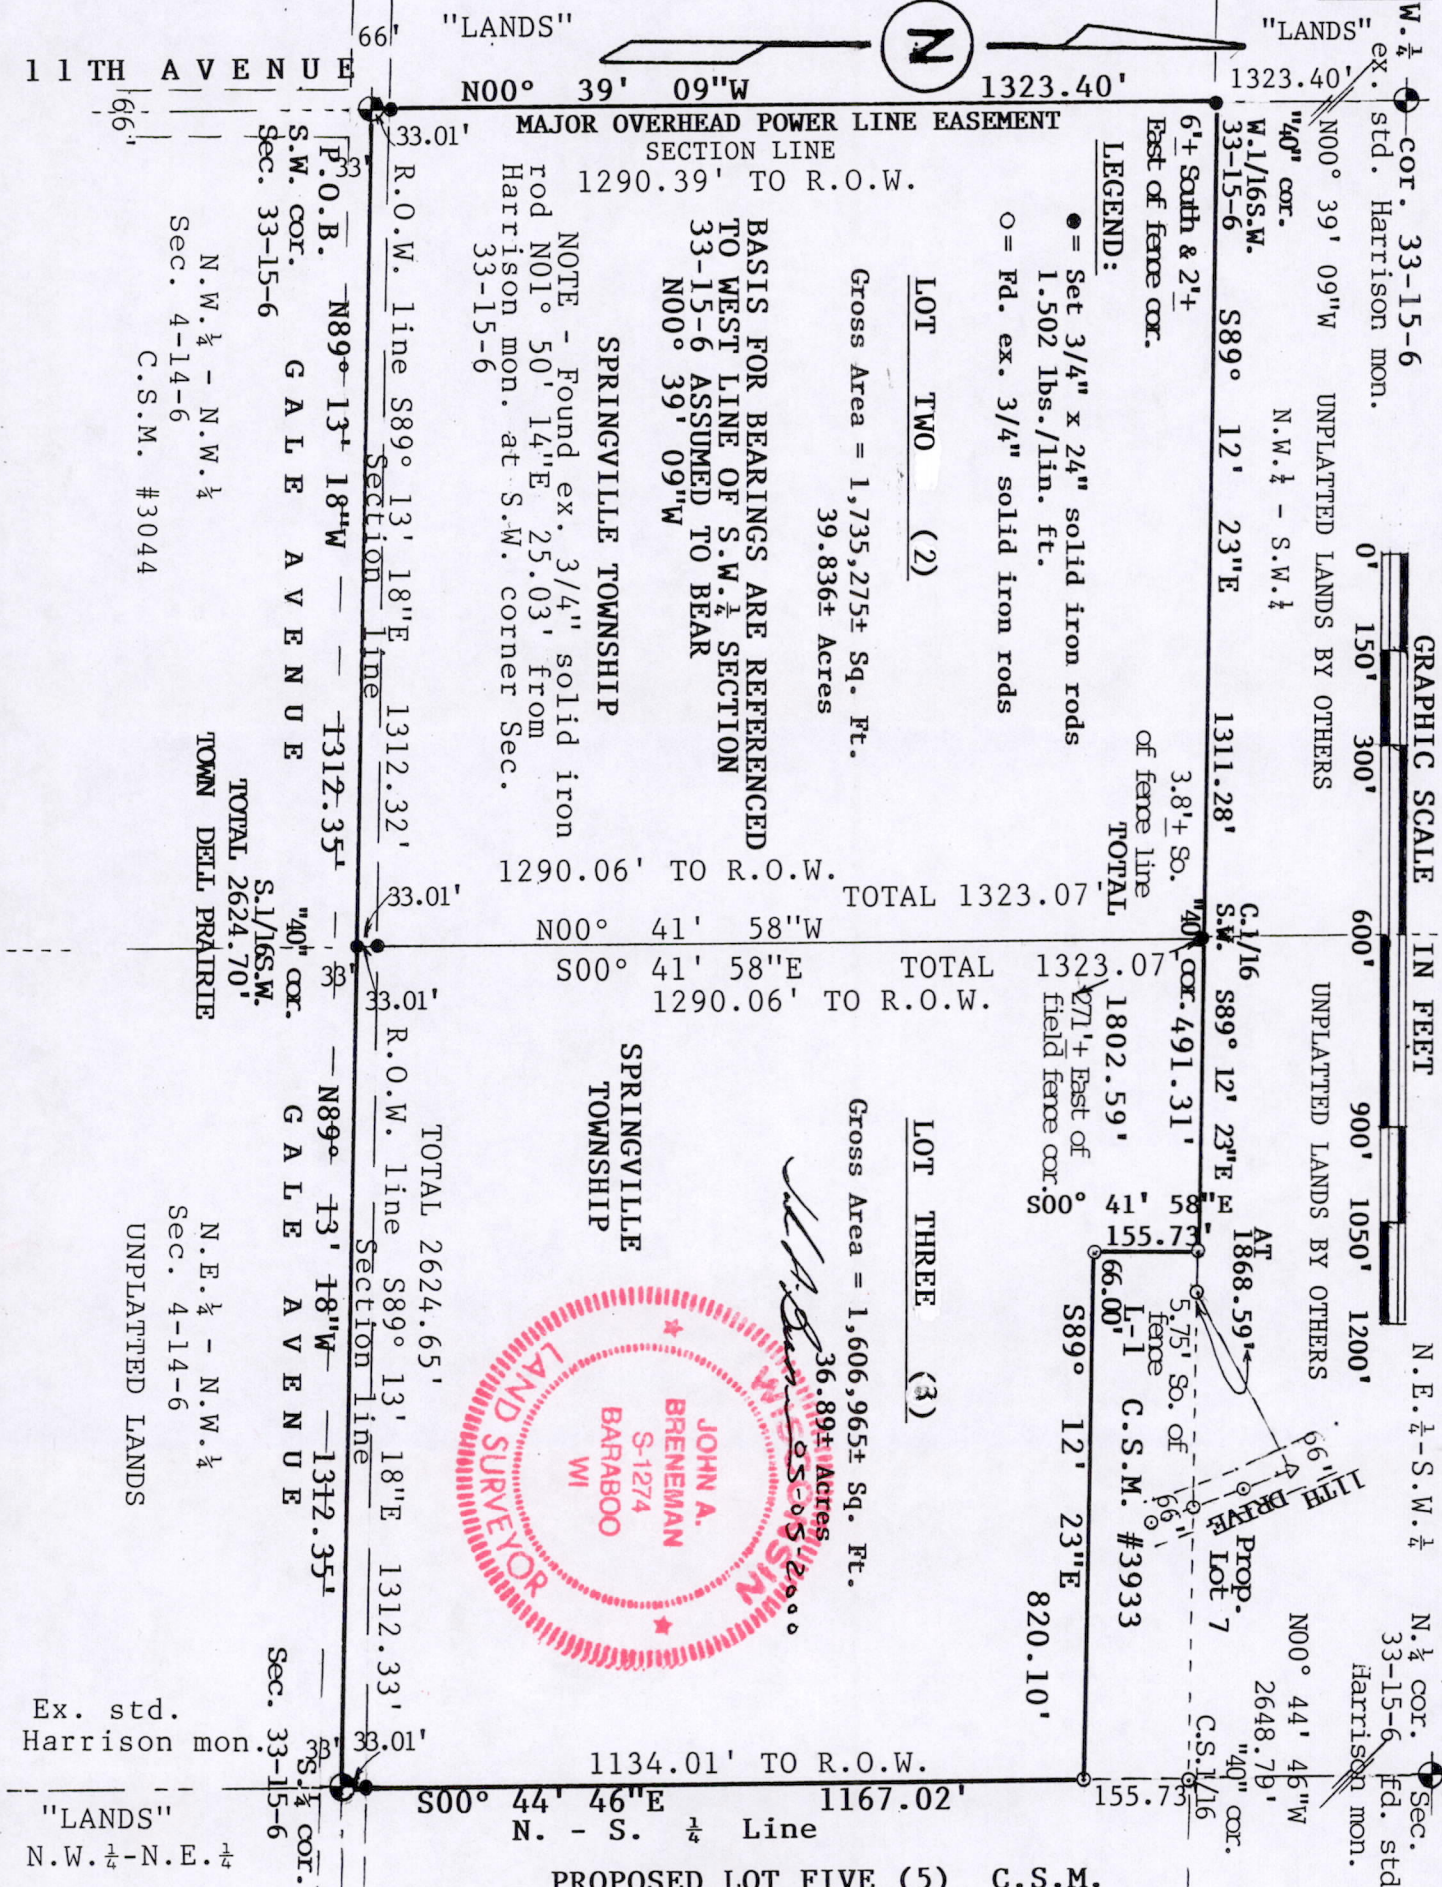 "LANDS"
"LANDS"
W.¼ cor. 33-15-6
ex. std. Harrison mon.
66'
11TH AVENUE
66'
N
N00° 39' 09"W 1323.40'
1323.40'
MAJOR OVERHEAD POWER LINE EASEMENT
SECTION LINE
1290.39' TO R.O.W.
33.01'
33'
N00° 39' 09"W
"40" cor.
W.1/16S.W.
33-15-6
6'± South & 2'±
East of fence cor.
LEGEND:
●= Set 3/4" x 24" solid iron rods
1.502 lbs./lin. ft.
○= Fd. ex. 3/4" solid iron rods
LOT TWO (2)
Gross Area = 1,735,275± Sq. Ft.
39.836± Acres
BASIS FOR BEARINGS ARE REFERENCED
TO WEST LINE OF S.W.¼ SECTION
33-15-6 ASSUMED TO BEAR
N00° 39' 09"W
SPRINGVILLE TOWNSHIP
NOTE - Found ex. 3/4" solid iron
rod N01° 50' 14"E 25.03' from
Harrison mon. at S.W. corner Sec.
33-15-6
R.O.W. line S89° 13' 18"E 1312.32'
Section line
P.O.B. N89° 13' 18"W 1312.35'
S.W. cor.
Sec. 33-15-6
GALE AVENUE
N.W.¼ - N.W.¼
Sec. 4-14-6
C.S.M. #3044
TOWN DELL PRAIRIE
TOTAL 2624.70'
S.1/16S.W.
"40" cor.
S89° 12' 23"E 1311.28'
N.W.¼ - S.W.¼
UNPLATTED LANDS BY OTHERS
GRAPHIC SCALE IN FEET
0' 150' 300' 600' 900' 1050' 1200'
3.8'± So.
of fence line
TOTAL
1802.59'
1290.06' TO R.O.W.
TOTAL 1323.07'
33.01'
N00° 41' 58"W
S00° 41' 58"E TOTAL 1323.07'
1290.06' TO R.O.W.
33'
33.01'
C.1/16
S.W.
"40" cor.
491.31'
S89° 12' 23"E
271'± East of
field fence cor.
UNPLATTED LANDS BY OTHERS
S00° 41' 58"E
155.73'
AT
1868.59'
5.75' So. of
fence
66.00'
L-1 C.S.M. #3933
S89° 12' 23"E 820.10'
66'
11TH DRIVE
66'
Prop.
Lot 7
N.E.¼-S.W.¼
N.¼ cor. Sec.
33-15-6 fd. std
Harrison mon.
N00° 44' 46"W
2648.79'
"40" cor.
C.S.1/16
SPRINGVILLE
TOWNSHIP
LOT THREE (3)
Gross Area = 1,606,965± Sq. Ft.
36.89± Acres
05-05-2000
WISCONSIN
JOHN A.
BRENEMAN
S-1274
BARABOO
WI
LAND SURVEYOR
TOTAL 2624.65'
R.O.W. line S89° 13' 18"E 1312.33'
Section line
N89° 13' 18"W 1312.35'
GALE AVENUE
N.E.¼ - N.W.¼
Sec. 4-14-6
UNPLATTED LANDS
Ex. std.
Harrison mon.
S.¼ cor.
Sec. 33-15-6
33'
33.01'
1134.01' TO R.O.W.
S00° 44' 46"E 1167.02'
155.73'
N. - S. ¼ Line
"LANDS"
N.W.¼-N.E.¼
PROPOSED LOT FIVE (5) C.S.M.